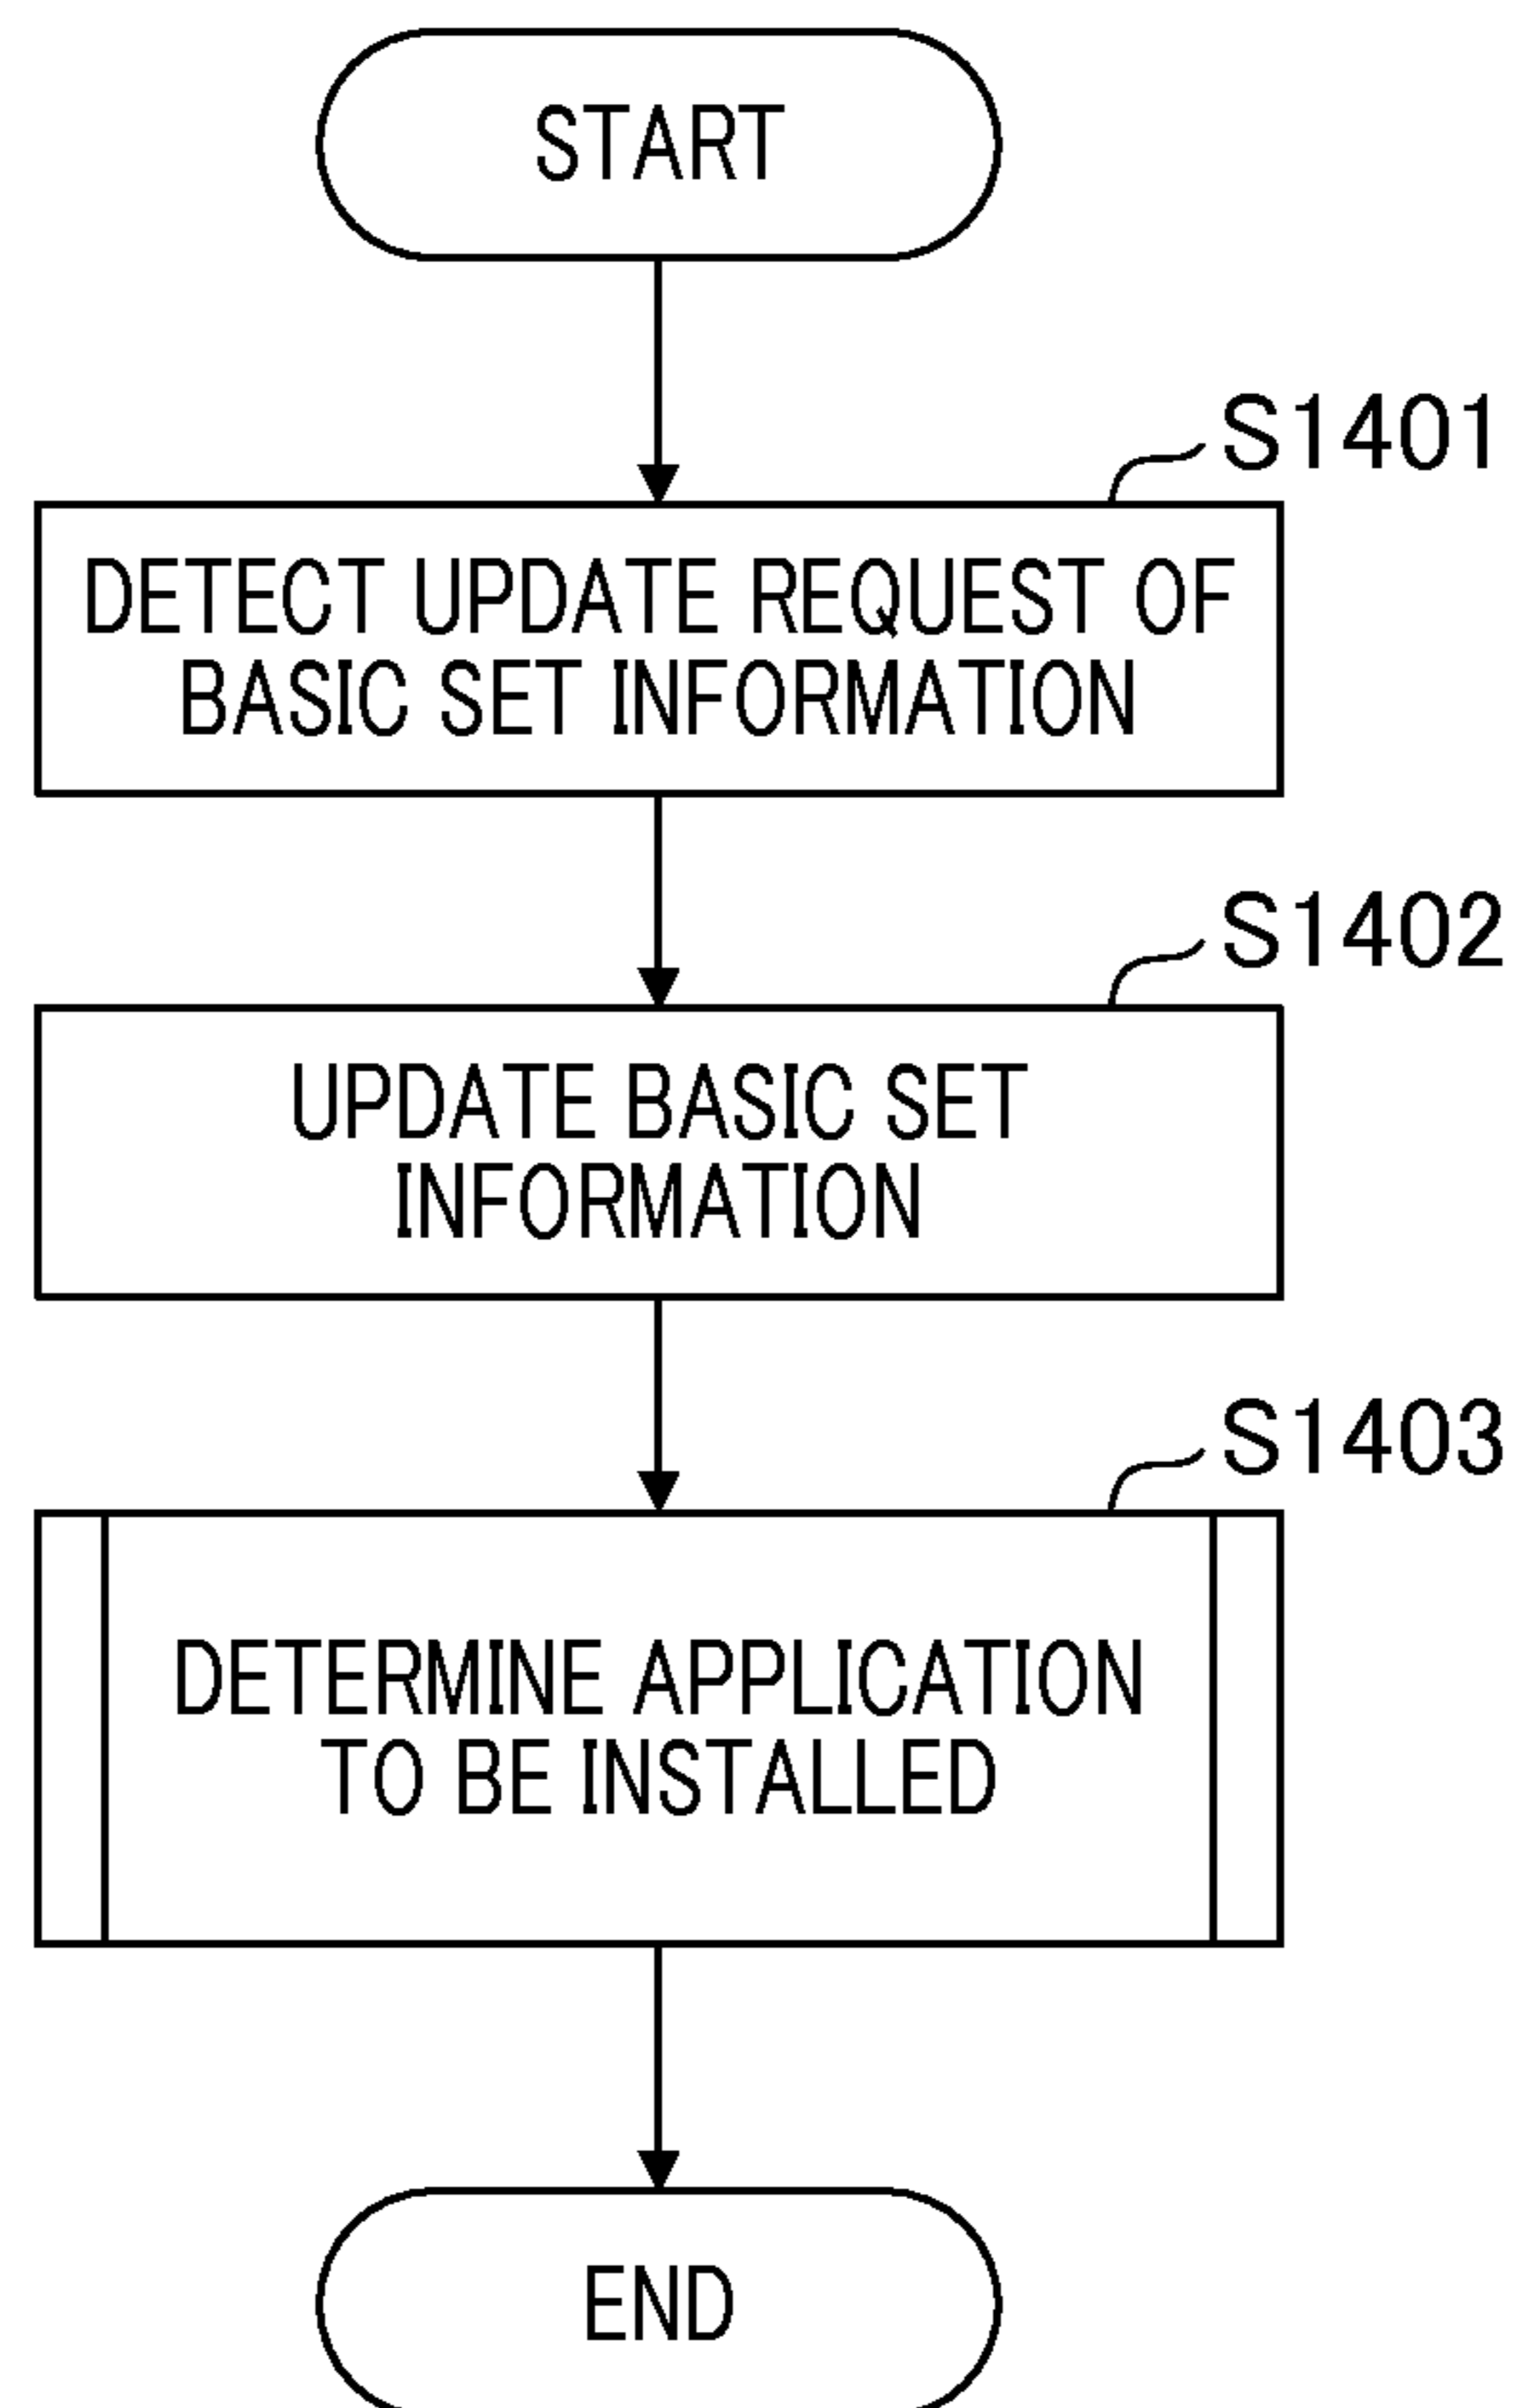 START
S1401
DETECT UPDATE REQUEST OF
BASIC SET INFORMATION
S1402
UPDATE BASIC SET
INFORMATION
S1403
DETERMINE APPLICATION
TO BE INSTALLED
END